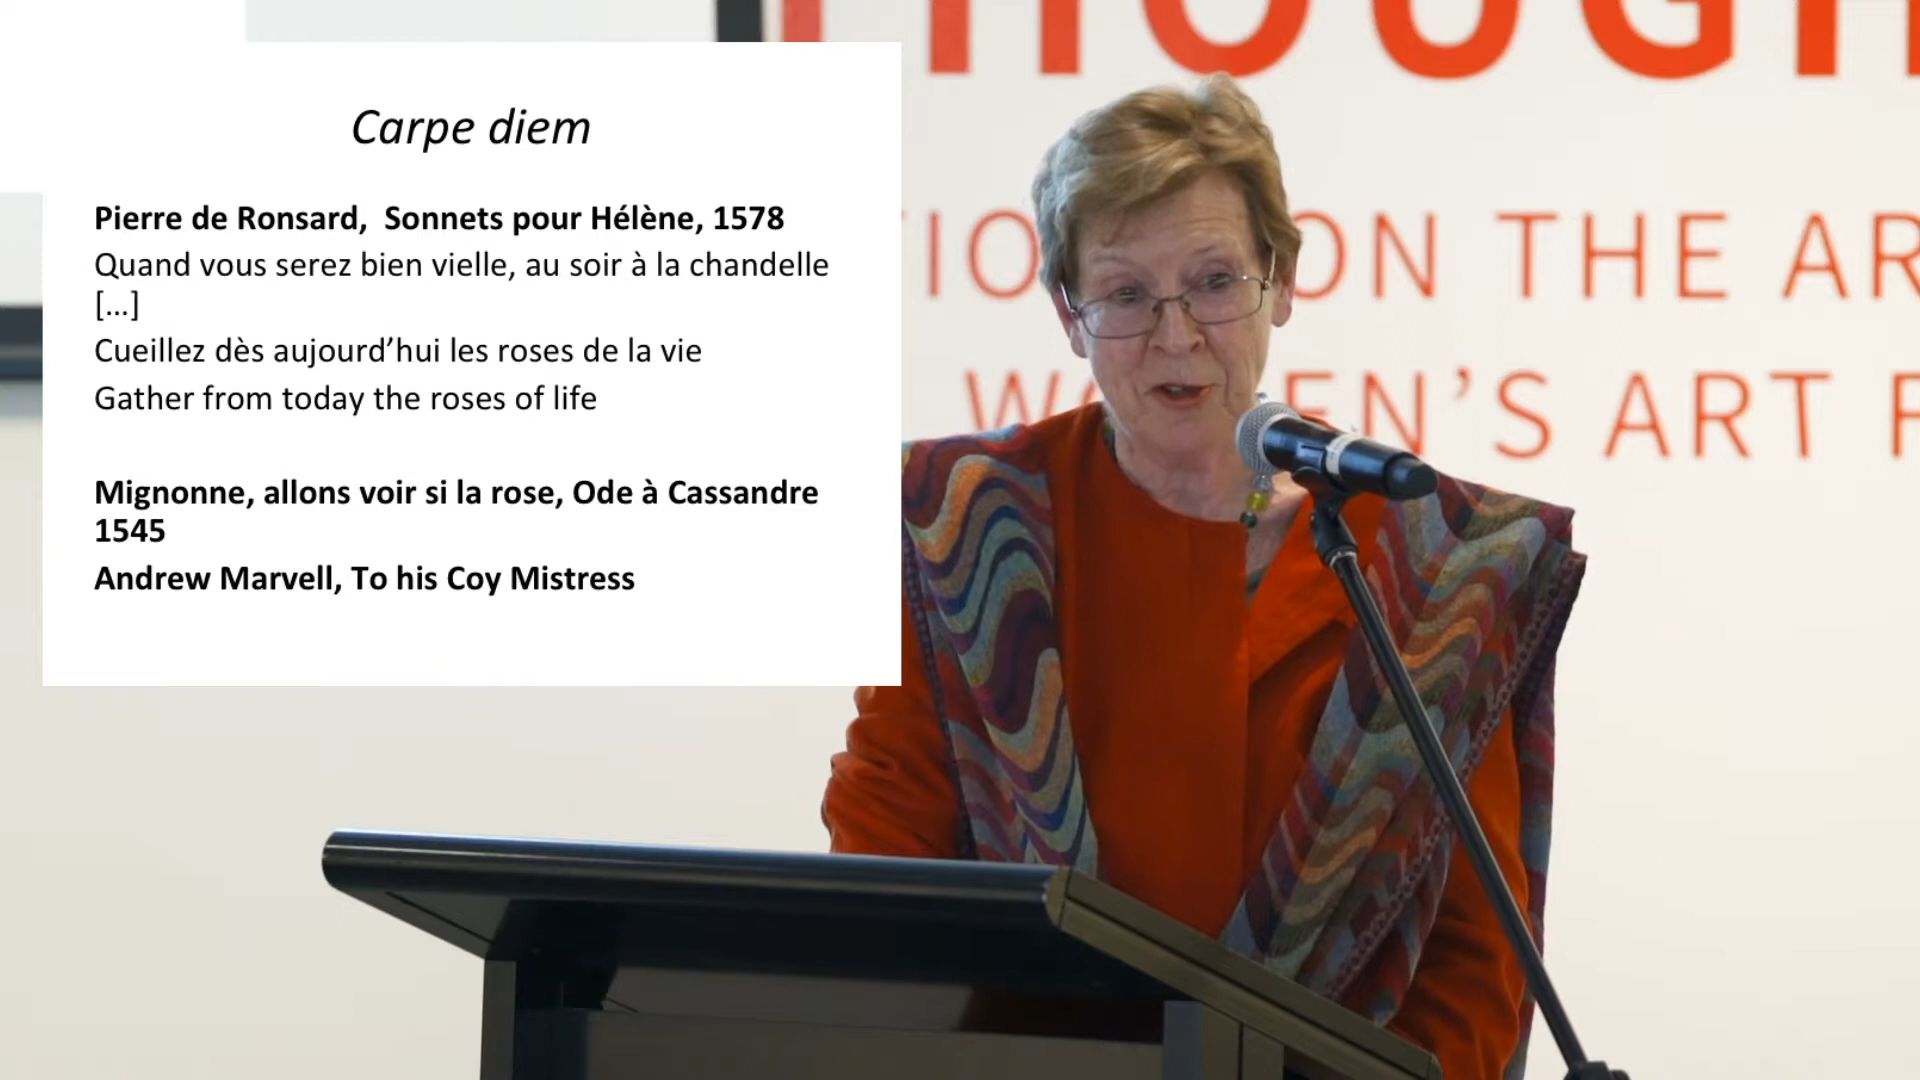 Carpe diem
Pierre de Ronsard,  Sonnets pour Hélène, 1578
Quand vous serez bien vielle, au soir à la chandelle
[...]
Cueillez dès aujourd’hui les roses de la vie
Gather from today the roses of life
Mignonne, allons voir si la rose, Ode à Cassandre
1545
Andrew Marvell, To his Coy Mistress
ON THE
’S ART